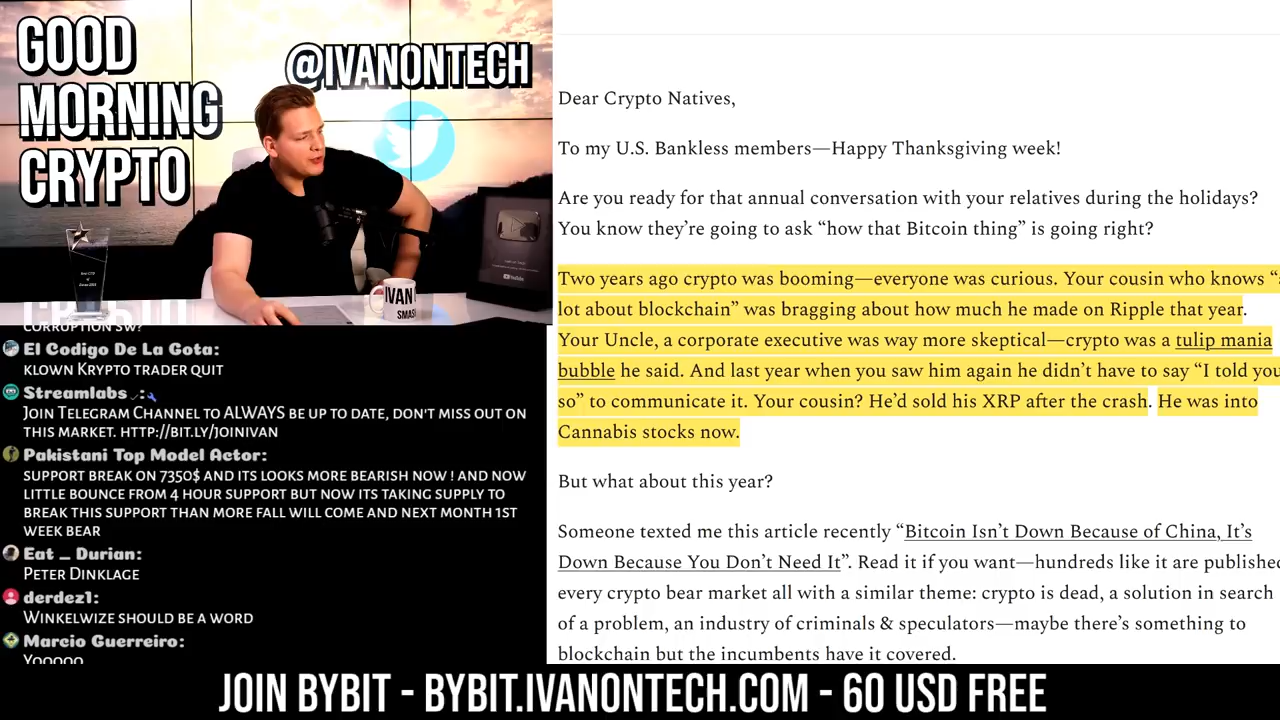 GOOD
MORNING
CRYPTO
@IVANONTECH
IVAN
SMASH
YouTube
CORRUPTION SW?
El Codigo De La Gota:
KLOWN KRYPTO TRADER QUIT
Streamlabs
JOIN TELEGRAM CHANNEL TO ALWAYS BE UP TO DATE, DON'T MISS OUT ON
THIS MARKET. HTTP://BIT.LY/JOINIVAN
Pakistani Top Model Actor:
SUPPORT BREAK ON 7350$ AND ITS LOOKS MORE BEARISH NOW ! AND NOW
LITTLE BOUNCE FROM 4 HOUR SUPPORT BUT NOW ITS TAKING SUPPLY TO
BREAK THIS SUPPORT THAN MORE FALL WILL COME AND NEXT MONTH 1ST
WEEK BEAR
Eat _ Durian:
PETER DINKLAGE
derdez1:
WINKELWIZE SHOULD BE A WORD
Marcio Guerreiro:
YOOOOO
Dear Crypto Natives,
To my U.S. Bankless members—Happy Thanksgiving week!
Are you ready for that annual conversation with your relatives during the holidays?
You know they're going to ask “how that Bitcoin thing” is going right?
Two years ago crypto was booming—everyone was curious. Your cousin who knows “a
lot about blockchain” was bragging about how much he made on Ripple that year.
Your Uncle, a corporate executive was way more skeptical—crypto was a tulip mania
bubble he said. And last year when you saw him again he didn't have to say “I told you
so” to communicate it. Your cousin? He'd sold his XRP after the crash. He was into
Cannabis stocks now.
But what about this year?
Someone texted me this article recently “Bitcoin Isn't Down Because of China, It's
Down Because You Don't Need It”. Read it if you want—hundreds like it are published
every crypto bear market all with a similar theme: crypto is dead, a solution in search
of a problem, an industry of criminals & speculators—maybe there's something to
blockchain but the incumbents have it covered.
JOIN BYBIT - BYBIT.IVANONTECH.COM - 60 USD FREE